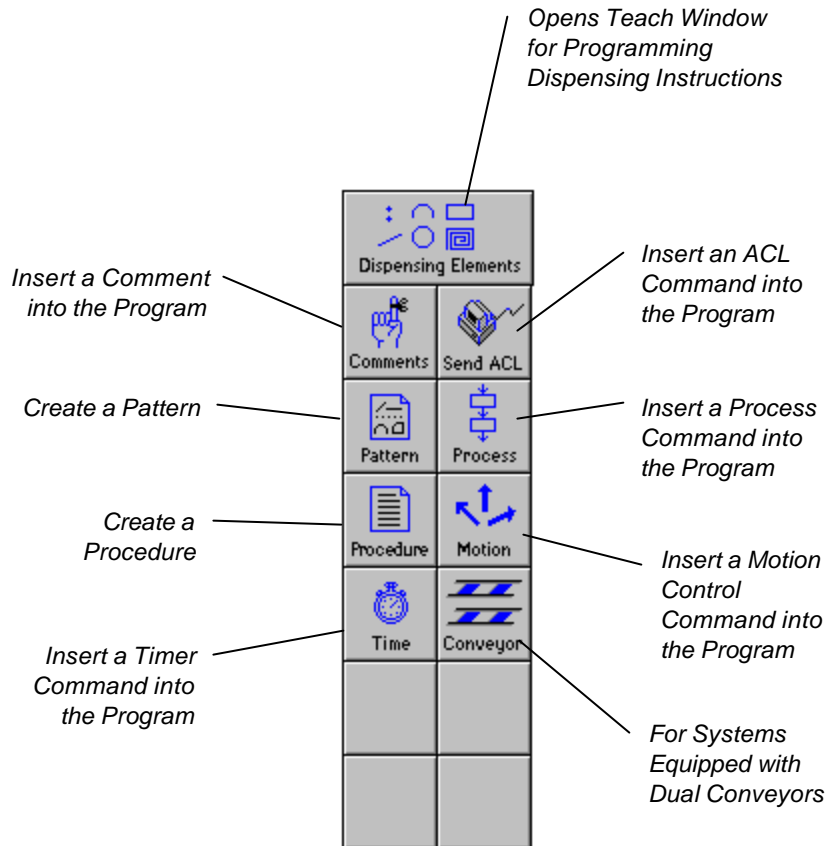 Opens Teach Window
for Programming
Dispensing Instructions
Dispensing Elements
Insert a Comment
into the Program
Insert an ACL
Command into
the Program
Comments
Send ACL
Create a Pattern
Insert a Process
Command into
the Program
Pattern
Process
Create a
Procedure
Procedure
Motion
Insert a Motion
Control
Command into
the Program
Insert a Timer
Command into
the Program
Time
Conveyor
For Systems
Equipped with
Dual Conveyors